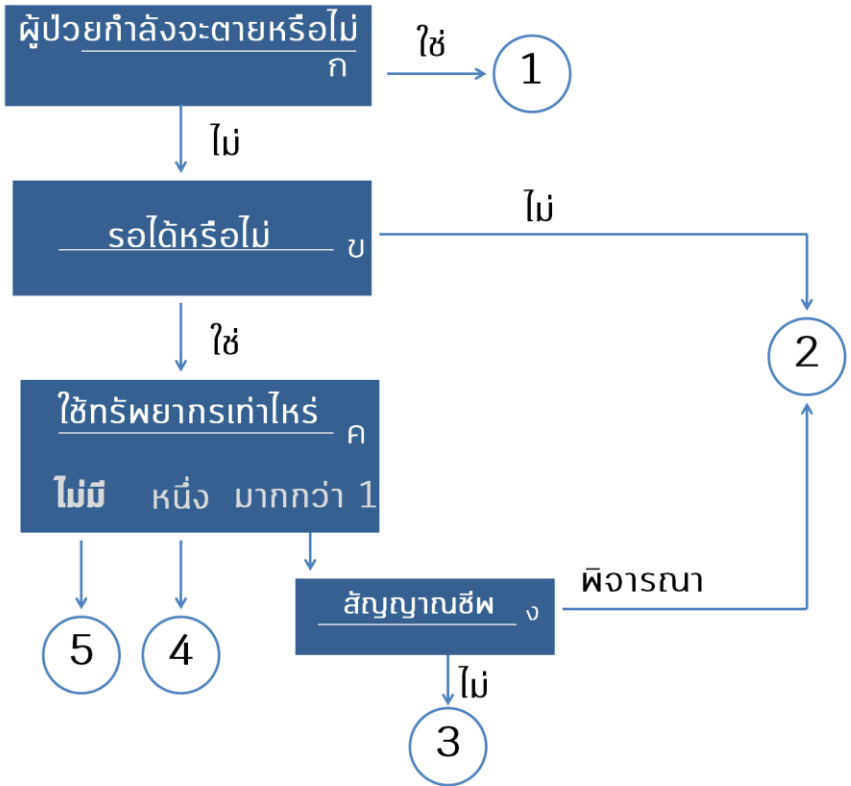 ผู้ป่วยกำลังจะตายหรือไม่
ก
ใช่
1
ไม่
รอได้หรือไม่ ข
ไม่
2
ใช่
ใช้ทรัพยากรเท่าไหร่ ค
ไม่มี หนึ่ง มากกว่า 1
สัญญาณชีพ ง
พิจารณา
5
4
ไม่
3